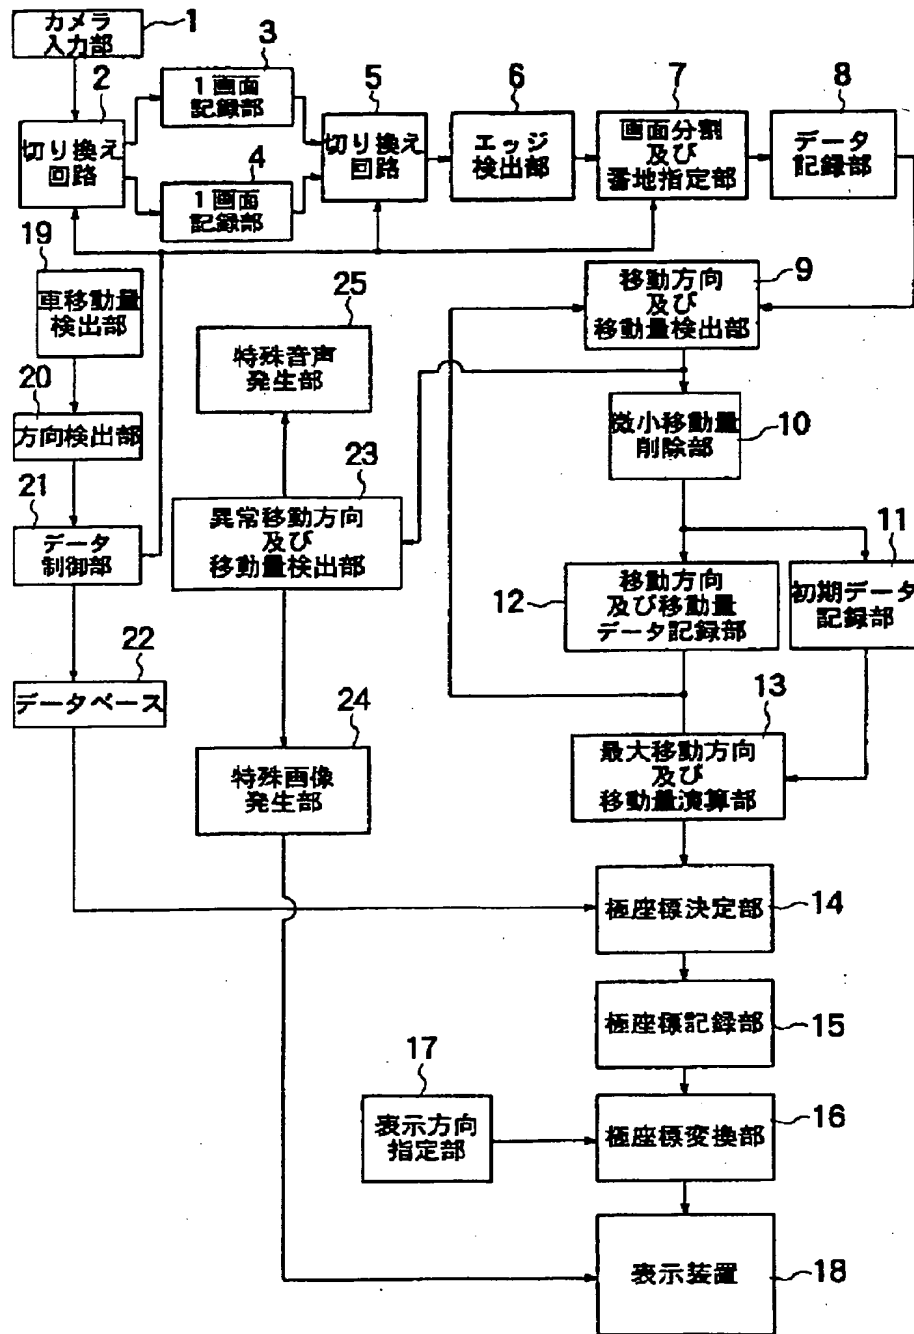 カメラ
入力部
1
2
切り換え
回路
3
1画面
記録部
4
1画面
記録部
5
切り換え
回路
6
エッジ
検出部
7
画面分割
及び
番地指定部
8
データ
記録部
9
移動方向
及び
移動量検出部
10
微小移動量
削除部
11
初期データ
記録部
12
移動方向
及び移動量
データ記録部
13
最大移動方向
及び
移動量演算部
14
極座標決定部
15
極座標記録部
16
極座標変換部
17
表示方向
指定部
18
表示装置
19
車移動量
検出部
20
方向検出部
21
データ
制御部
22
データベース
23
異常移動方向
及び
移動量検出部
24
特殊画像
発生部
25
特殊音声
発生部